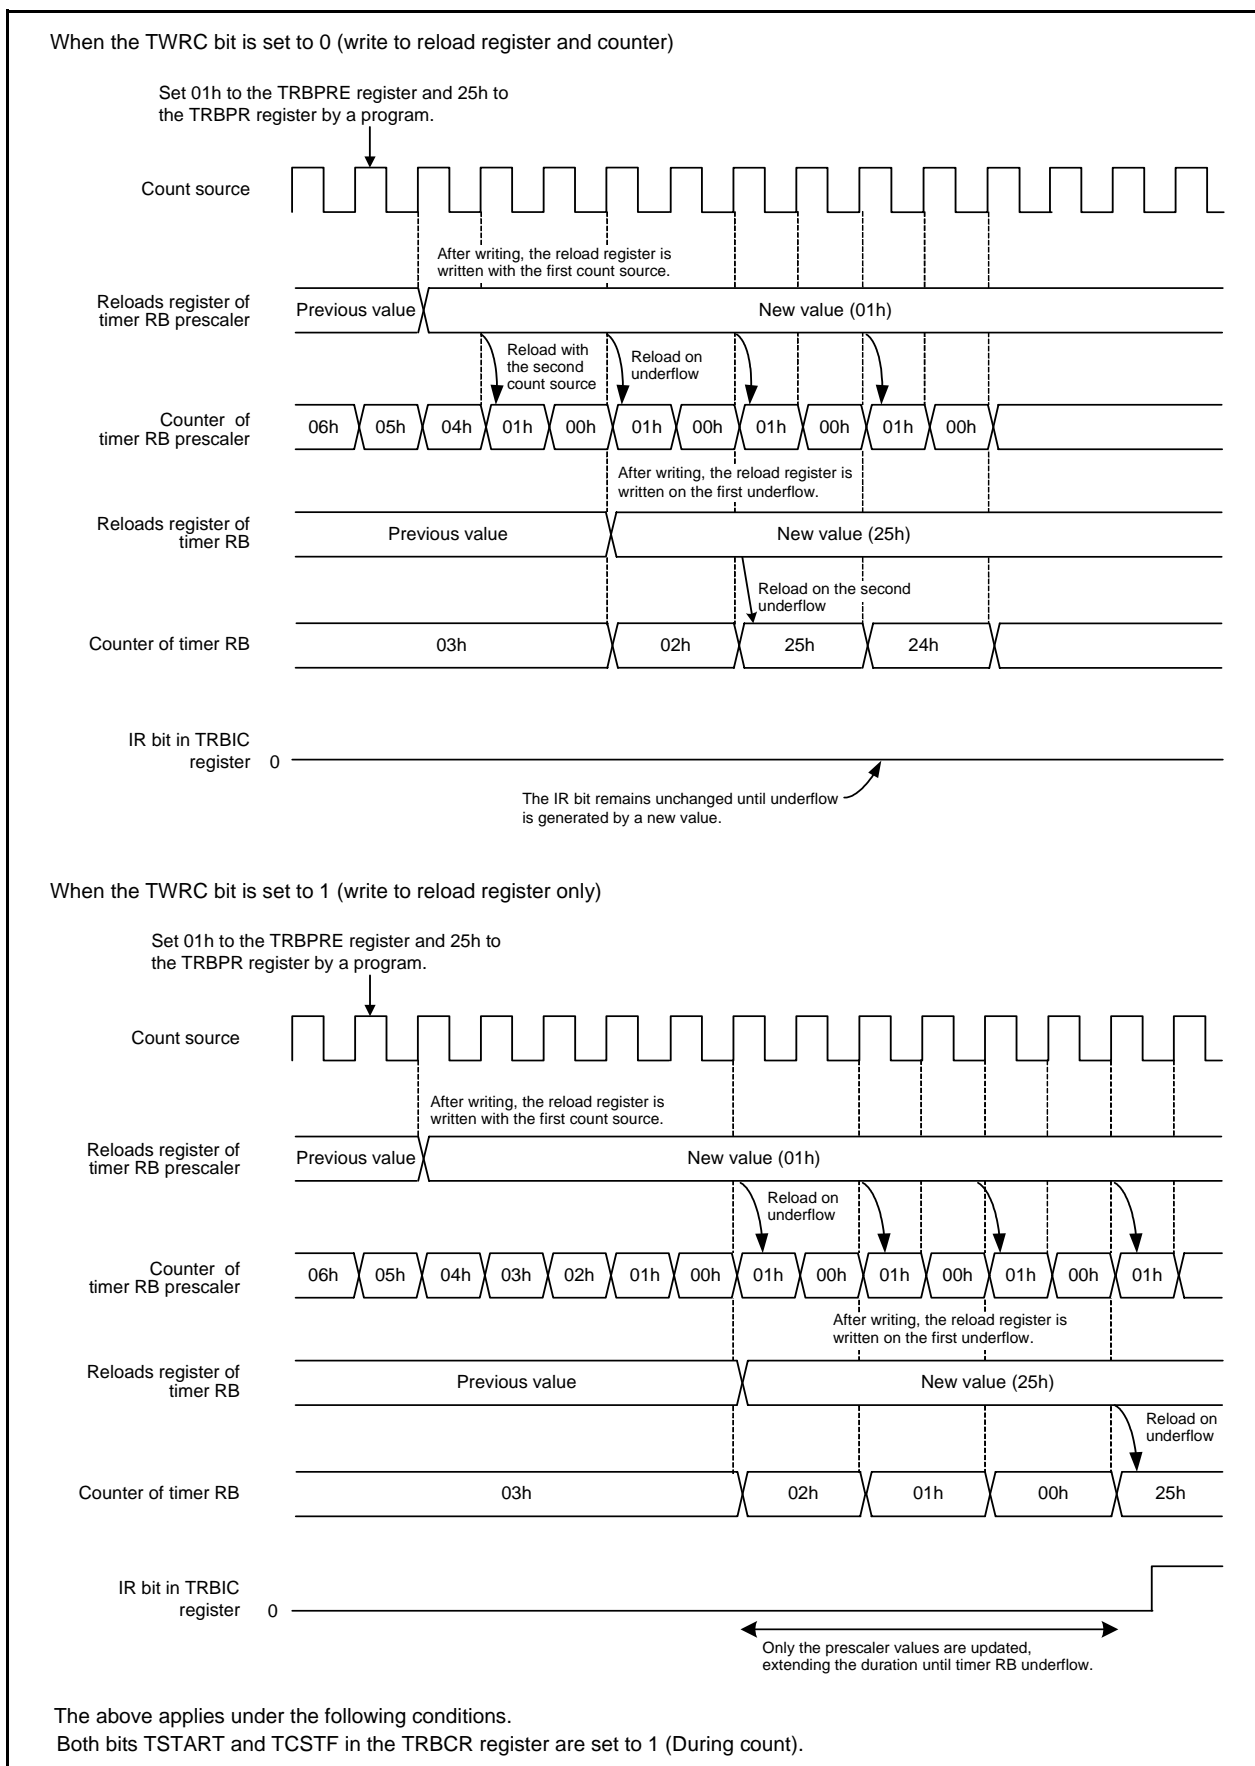 When the TWRC bit is set to 0 (write to reload register and counter)
Set 01h to the TRBPRE register and 25h to
the TRBPR register by a program.
Count source
After writing, the reload register is
written with the first count source.
Reloads register of
timer RB prescaler
Previous value
New value (01h)
Reload with
the second
count source
Reload on
underflow
Counter of
timer RB prescaler
06h 05h 04h 01h 00h 01h 00h 01h 00h 01h 00h
After writing, the reload register is
written on the first underflow.
Reloads register of
timer RB
Previous value
New value (25h)
Reload on the second
underflow
Counter of timer RB
03h 02h 25h 24h
IR bit in TRBIC
register
0
The IR bit remains unchanged until underflow
is generated by a new value.
When the TWRC bit is set to 1 (write to reload register only)
Set 01h to the TRBPRE register and 25h to
the TRBPR register by a program.
Count source
After writing, the reload register is
written with the first count source.
Reloads register of
timer RB prescaler
Previous value
New value (01h)
Reload on
underflow
Counter of
timer RB prescaler
06h 05h 04h 03h 02h 01h 00h 01h 00h 01h 00h 01h 00h 01h
After writing, the reload register is
written on the first underflow.
Reloads register of
timer RB
Previous value
New value (25h)
Reload on
underflow
Counter of timer RB
03h 02h 01h 00h 25h
IR bit in TRBIC
register
0
Only the prescaler values are updated,
extending the duration until timer RB underflow.
The above applies under the following conditions.
Both bits TSTART and TCSTF in the TRBCR register are set to 1 (During count).